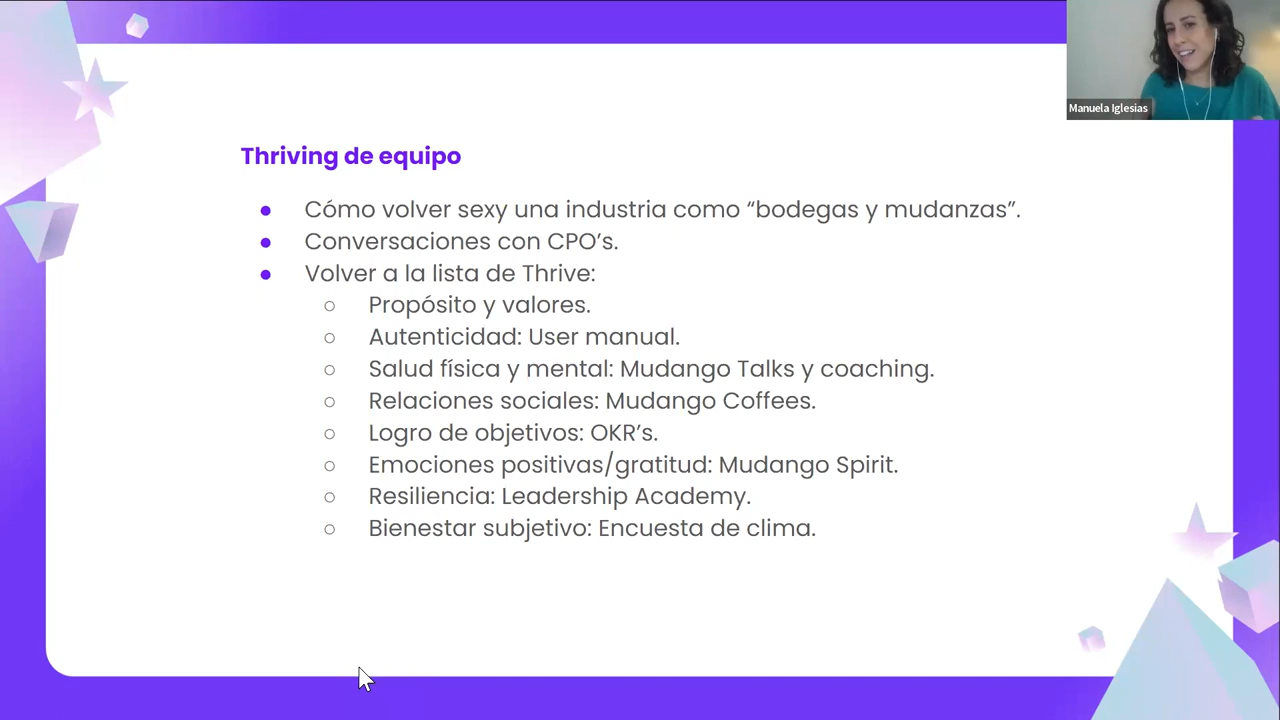 Manuela Iglesias
Thriving de equipo
● Cómo volver sexy una industria como “bodegas y mudanzas”.
● Conversaciones con CPO’s.
● Volver a la lista de Thrive:
○ Propósito y valores.
○ Autenticidad: User manual.
○ Salud física y mental: Mudango Talks y coaching.
○ Relaciones sociales: Mudango Coffees.
○ Logro de objetivos: OKR’s.
○ Emociones positivas/gratitud: Mudango Spirit.
○ Resiliencia: Leadership Academy.
○ Bienestar subjetivo: Encuesta de clima.